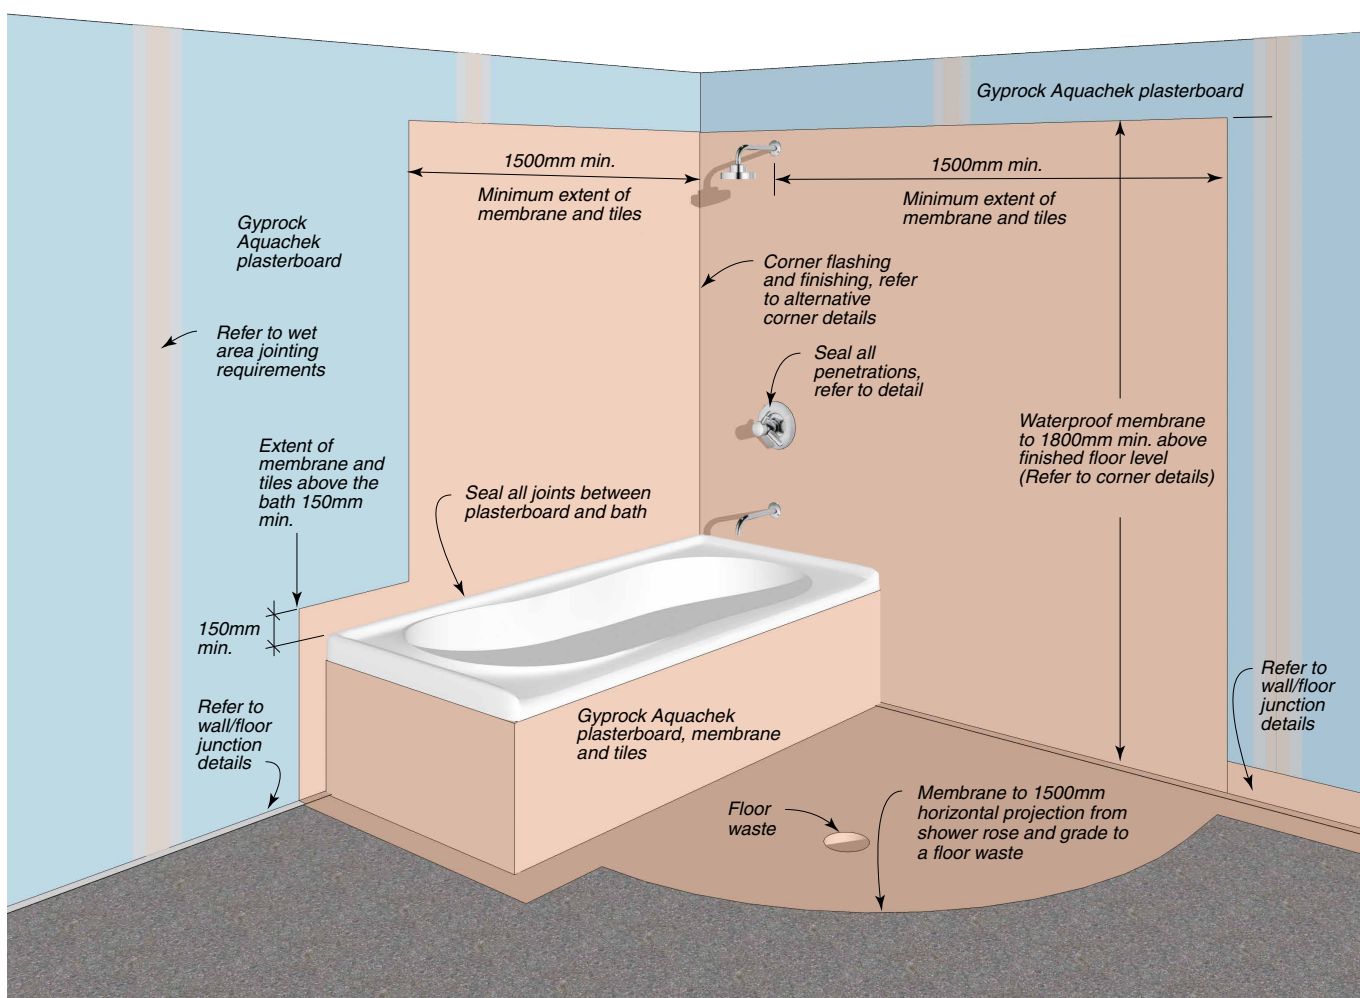 Gyprock Aquachek plasterboard
1500mm min.
Minimum extent of
membrane and tiles
1500mm min.
Minimum extent of
membrane and tiles
Gyprock
Aquachek
plasterboard
Corner flashing
and finishing, refer
to alternative
corner details
Refer to wet
area jointing
requirements
Seal all
penetrations,
refer to detail
Waterproof membrane
to 1800mm min. above
finished floor level
(Refer to corner details)
Extent of
membrane and
tiles above the
bath 150mm
min.
Seal all joints between
plasterboard and bath
150mm
min.
Refer to
wall/floor
junction
details
Refer to
wall/floor
junction
details
Gyprock Aquachek
plasterboard, membrane
and tiles
Floor
waste
Membrane to 1500mm
horizontal projection from
shower rose and grade to
a floor waste